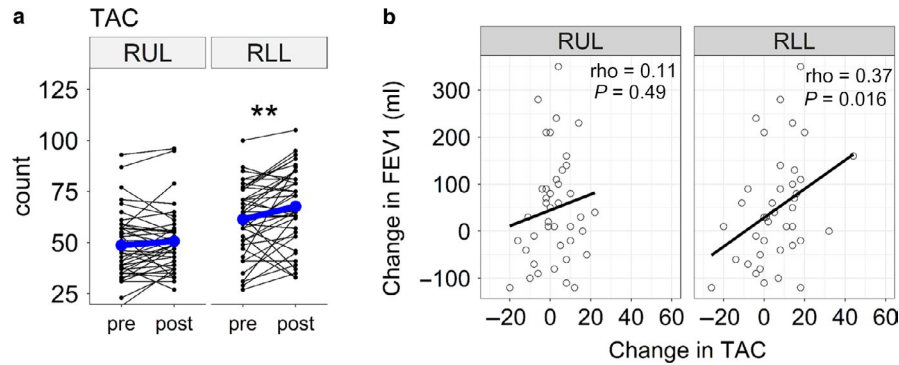 a
TAC
RUL RLL
**
count
125
100
75
50
25
pre post pre post
b
RUL RLL
rho = 0.11
P = 0.49
rho = 0.37
P = 0.016
Change in FEV1 (ml)
300
200
100
0
−100
−20 0 20 40 60 −20 0 20 40 60
Change in TAC